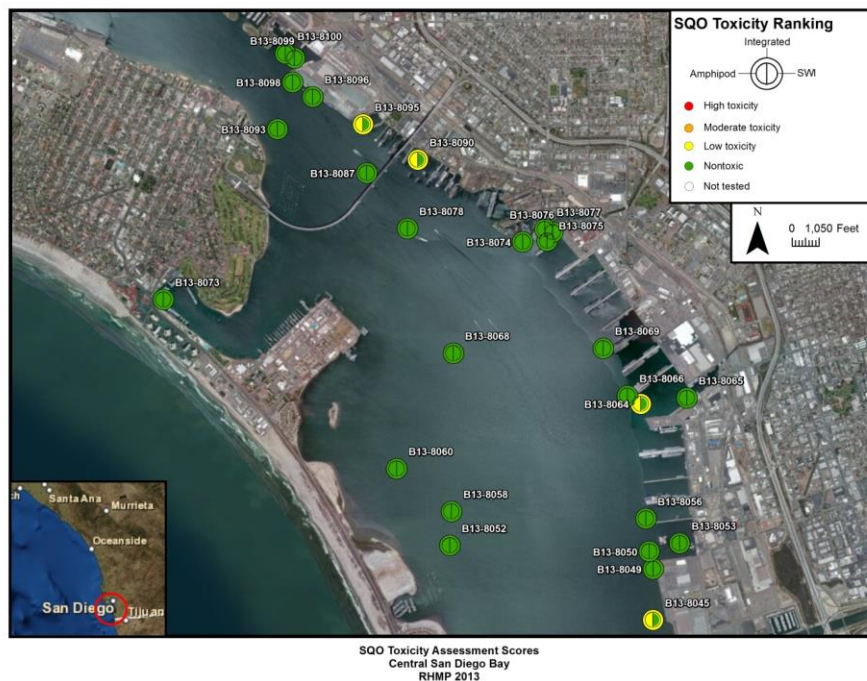 SQO Toxicity Ranking
Integrated
Amphipod
SWI
High toxicity
Moderate toxicity
Low toxicity
Nontoxic
Not tested
N
0 1,050 Feet
B13-8099
B13-8100
B13-8098
B13-8096
B13-8095
B13-8093
B13-8090
B13-8087
B13-8078
B13-8076
B13-8077
B13-8074
B13-8075
B13-8073
B13-8068
B13-8069
B13-8066
B13-8065
B13-8064
B13-8060
B13-8058
B13-8056
B13-8052
B13-8053
B13-8050
B13-8049
B13-8045
ch
Santa Ana
Murrieta
Oceanside
San Diego
Tijuan
SQO Toxicity Assessment Scores
Central San Diego Bay
RHMP 2013